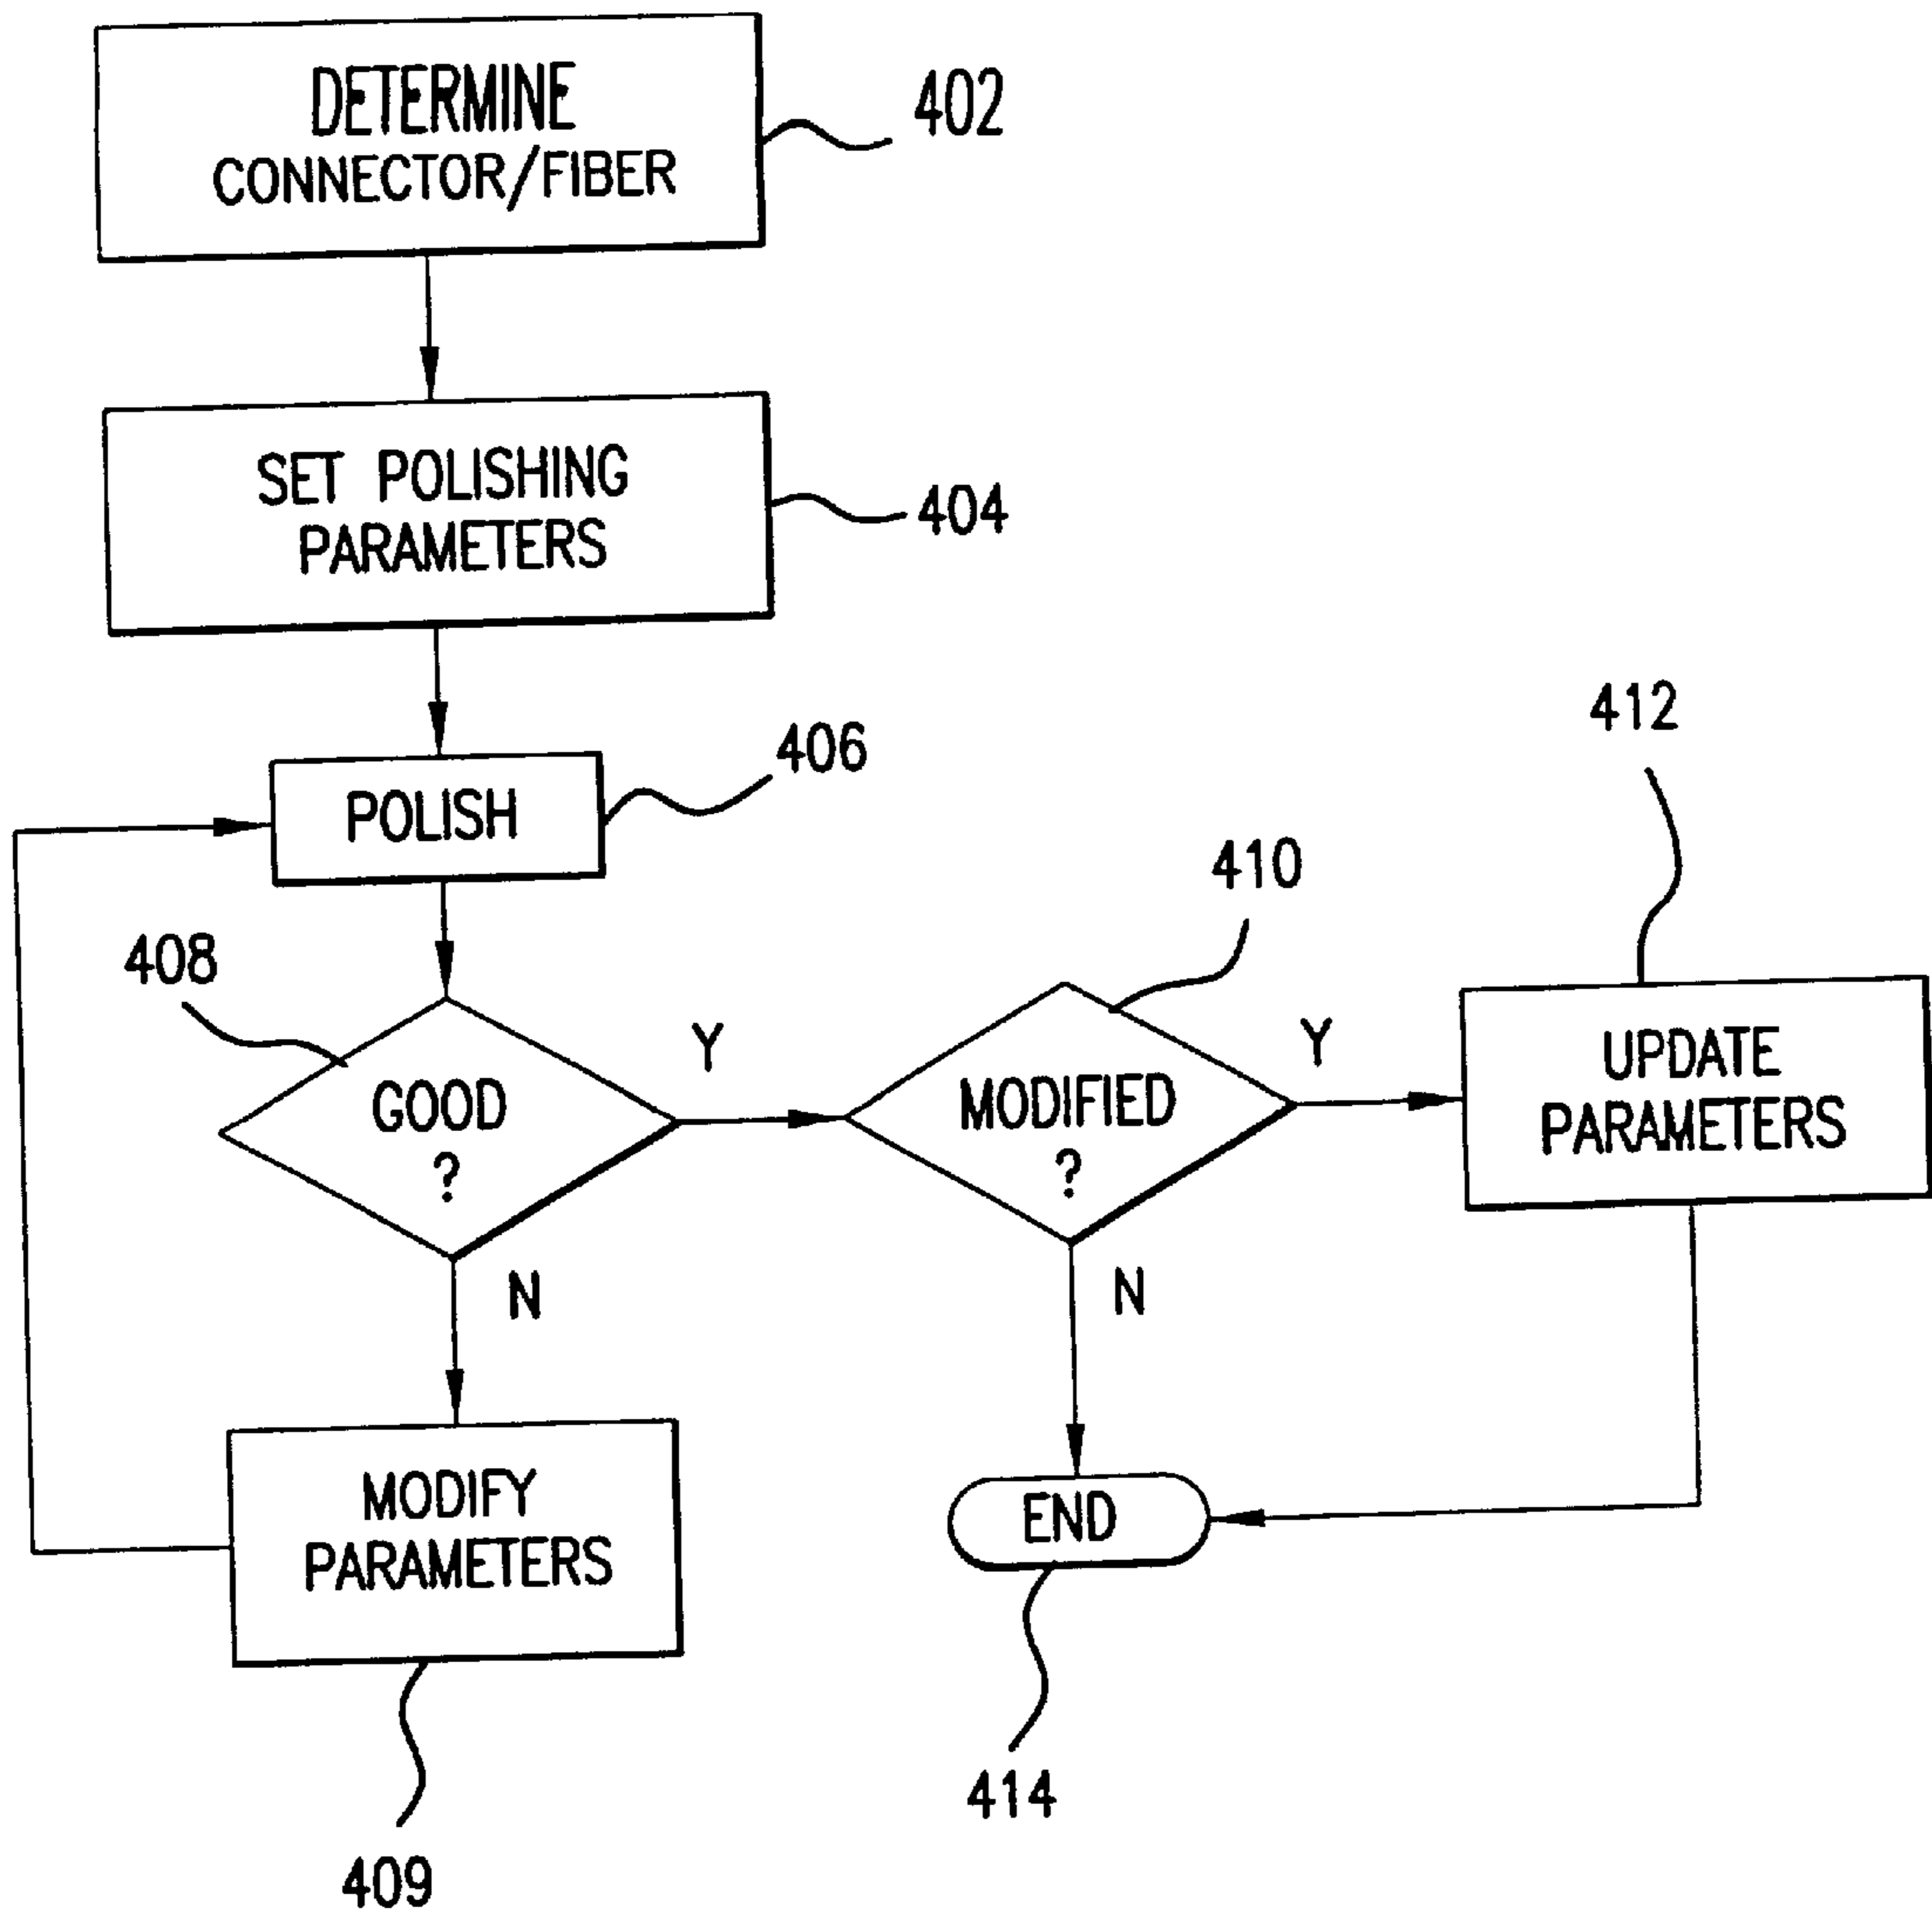 DETERMINE
CONNECTOR/FIBER
402
SET POLISHING
PARAMETERS
404
POLISH
406
412
410
408
GOOD
?
Y
MODIFIED
?
Y
UPDATE
PARAMETERS
N
N
MODIFY
PARAMETERS
END
414
409